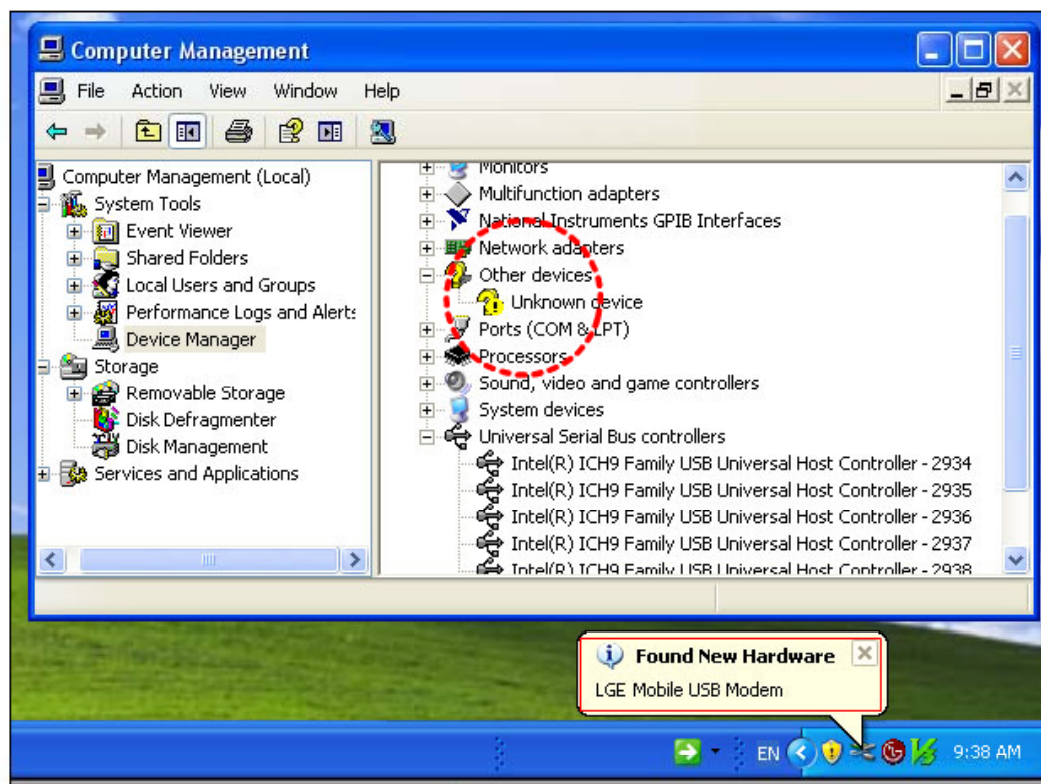 Computer Management
File Action View Window Help
Computer Management (Local)
System Tools
Event Viewer
Shared Folders
Local Users and Groups
Performance Logs and Alerts
Device Manager
Storage
Removable Storage
Disk Defragmenter
Disk Management
Services and Applications
Monitors
Multifunction adapters
National Instruments GPIB Interfaces
Network adapters
Other devices
Unknown device
Ports (COM & LPT)
Processors
Sound, video and game controllers
System devices
Universal Serial Bus controllers
Intel(R) ICH9 Family USB Universal Host Controller - 2934
Intel(R) ICH9 Family USB Universal Host Controller - 2935
Intel(R) ICH9 Family USB Universal Host Controller - 2936
Intel(R) ICH9 Family USB Universal Host Controller - 2937
Intel(R) ICH9 Family USB Universal Host Controller - 2938
Found New Hardware
LGE Mobile USB Modem
EN 9:38 AM